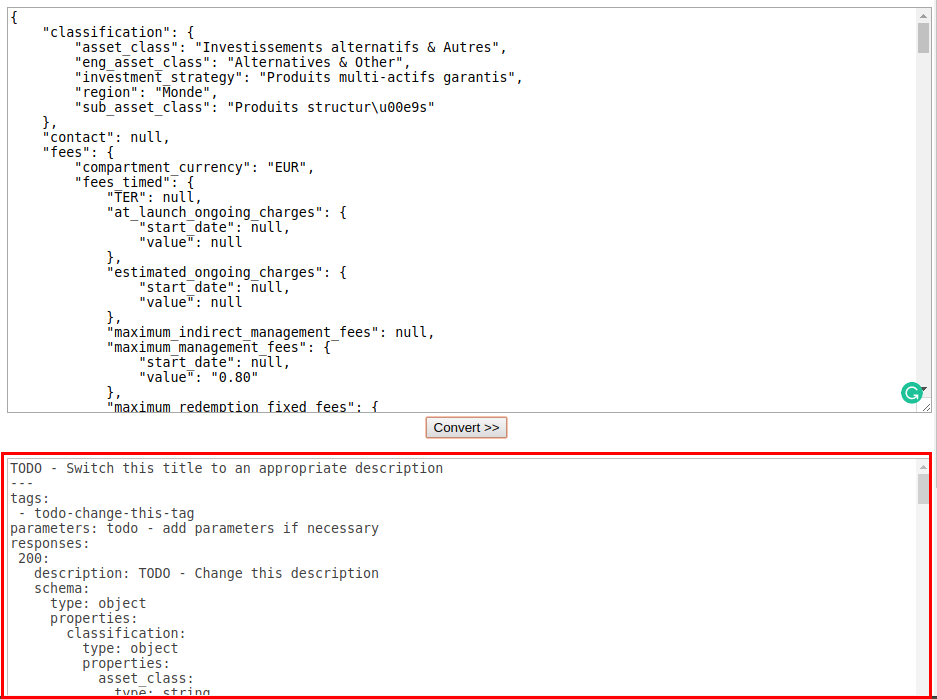 {
    "classification": {
        "asset_class": "Investissements alternatifs & Autres",
        "eng_asset_class": "Alternatives & Other",
        "investment_strategy": "Produits multi-actifs garantis",
        "region": "Monde",
        "sub_asset_class": "Produits structur\u00e9s"
    },
    "contact": null,
    "fees": {
        "compartment_currency": "EUR",
        "fees_timed": {
            "TER": null,
            "at_launch_ongoing_charges": {
                "start_date": null,
                "value": null
            },
            "estimated_ongoing_charges": {
                "start_date": null,
                "value": null
            },
            "maximum_indirect_management_fees": null,
            "maximum_management_fees": {
                "start_date": null,
                "value": "0.80"
            },
            "maximum_redemption_fixed_fees": {
Convert >>
TODO - Switch this title to an appropriate description
---
tags:
 - todo-change-this-tag
parameters: todo - add parameters if necessary
responses:
 200:
   description: TODO - Change this description
   schema:
     type: object
     properties:
       classification:
         type: object
         properties:
           asset_class:
             type: string